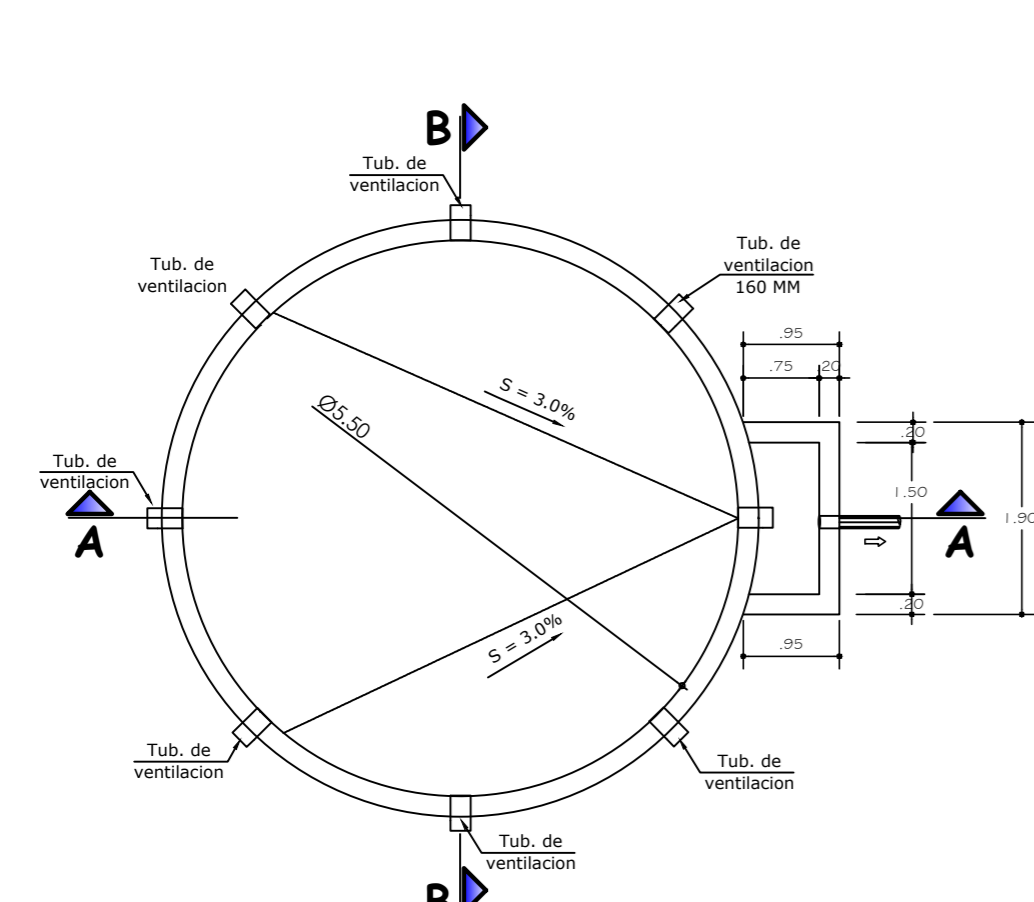 B
Tub. de
ventilacion
Tub. de
ventilacion
160 MM
Tub. de
ventilacion
.95
.75
.20
S = 3.0%
Ø5.50
.20
Tub. de
ventilacion
1.50
1.90
A
A
.20
S = 3.0%
.95
Tub. de
ventilacion
Tub. de
ventilacion
Tub. de
ventilacion
B